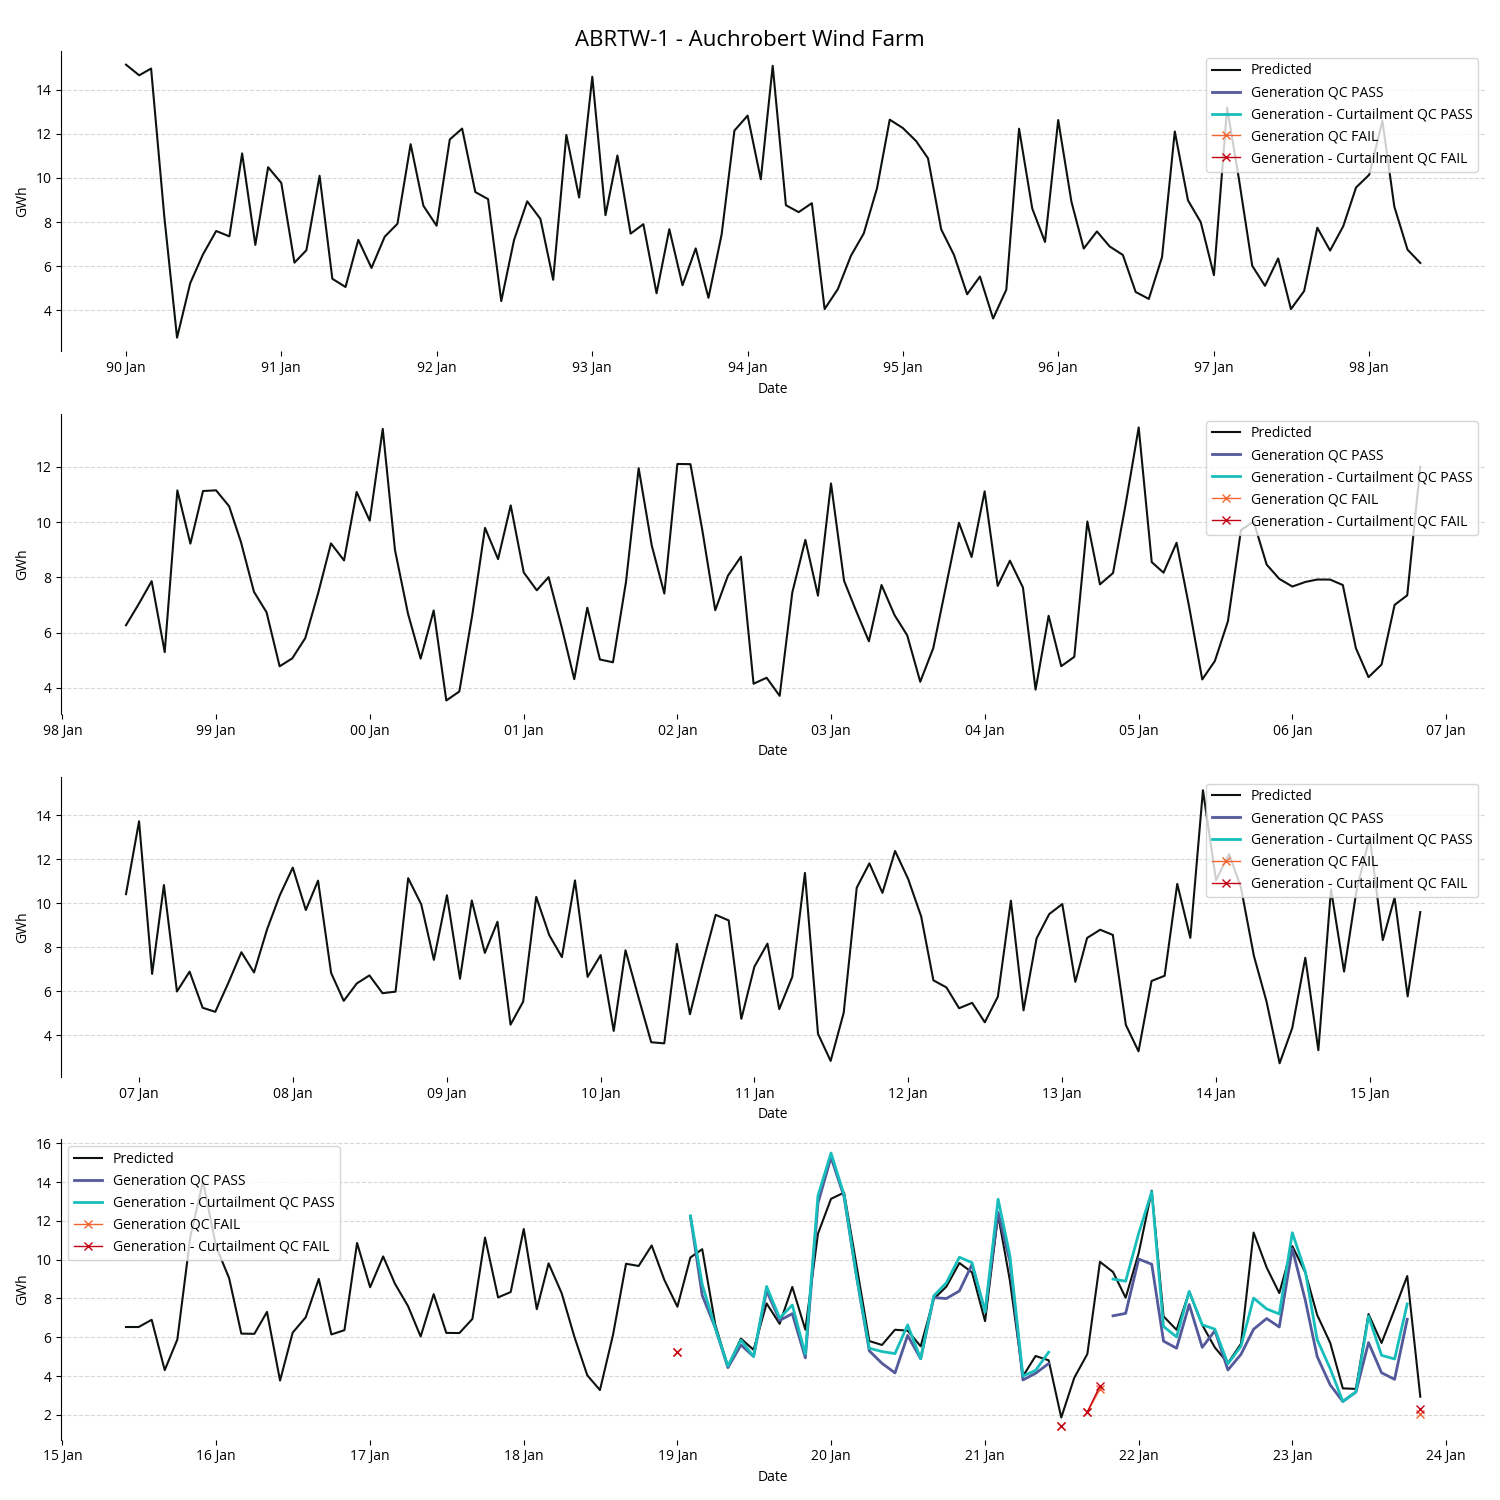 ABRTW-1 - Auchrobert Wind Farm
GWh
14
12
10
8
6
4
Predicted
Generation QC PASS
Generation - Curtailment QC PASS
Generation QC FAIL
Generation - Curtailment QC FAIL
90 Jan 91 Jan 92 Jan 93 Jan 94 Jan 95 Jan 96 Jan 97 Jan 98 Jan
Date
GWh
12
10
8
6
4
Predicted
Generation QC PASS
Generation - Curtailment QC PASS
Generation QC FAIL
Generation - Curtailment QC FAIL
98 Jan 99 Jan 00 Jan 01 Jan 02 Jan 03 Jan 04 Jan 05 Jan 06 Jan 07 Jan
Date
GWh
14
12
10
8
6
4
Predicted
Generation QC PASS
Generation - Curtailment QC PASS
Generation QC FAIL
Generation - Curtailment QC FAIL
07 Jan 08 Jan 09 Jan 10 Jan 11 Jan 12 Jan 13 Jan 14 Jan 15 Jan
Date
GWh
16
14
12
10
8
6
4
2
Predicted
Generation QC PASS
Generation - Curtailment QC PASS
Generation QC FAIL
Generation - Curtailment QC FAIL
15 Jan 16 Jan 17 Jan 18 Jan 19 Jan 20 Jan 21 Jan 22 Jan 23 Jan 24 Jan
Date